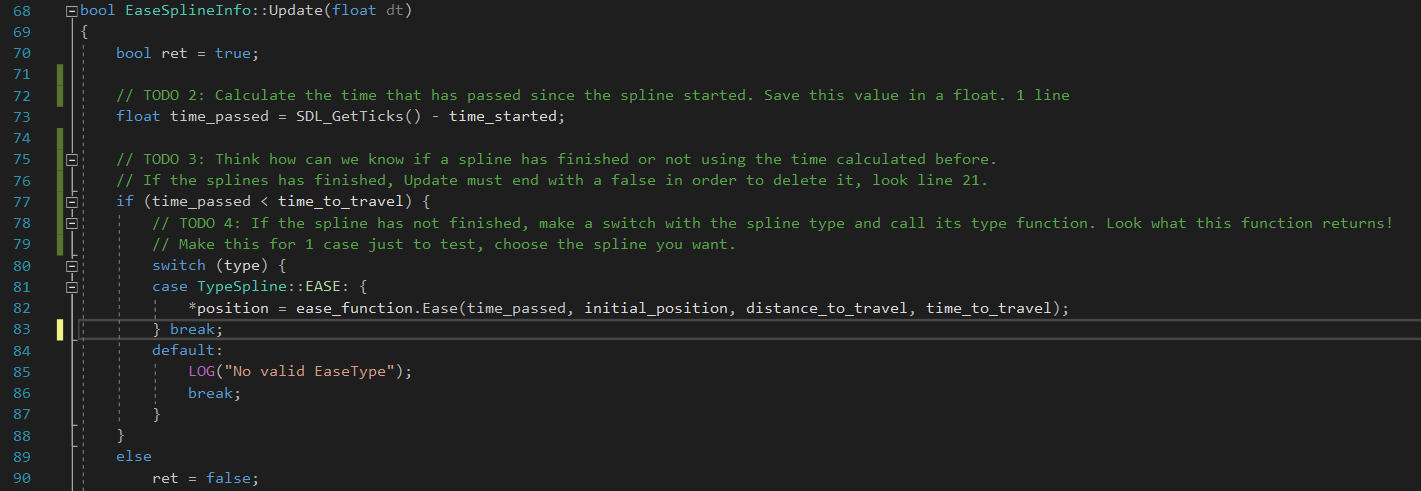 68 bool EaseSplineInfo::Update(float dt)
69 {
70     bool ret = true;
71
72     // TODO 2: Calculate the time that has passed since the spline started. Save this value in a float. 1 line
73     float time_passed = SDL_GetTicks() - time_started;
74
75     // TODO 3: Think how can we know if a spline has finished or not using the time calculated before.
76     // If the splines has finished, Update must end with a false in order to delete it, look line 21.
77     if (time_passed < time_to_travel) {
78         // TODO 4: If the spline has not finished, make a switch with the spline type and call its type function. Look what this function returns!
79         // Make this for 1 case just to test, choose the spline you want.
80         switch (type) {
81         case TypeSpline::EASE: {
82             *position = ease_function.Ease(time_passed, initial_position, distance_to_travel, time_to_travel);
83         } break;
84         default:
85             LOG("No valid EaseType");
86             break;
87         }
88     }
89     else
90         ret = false;